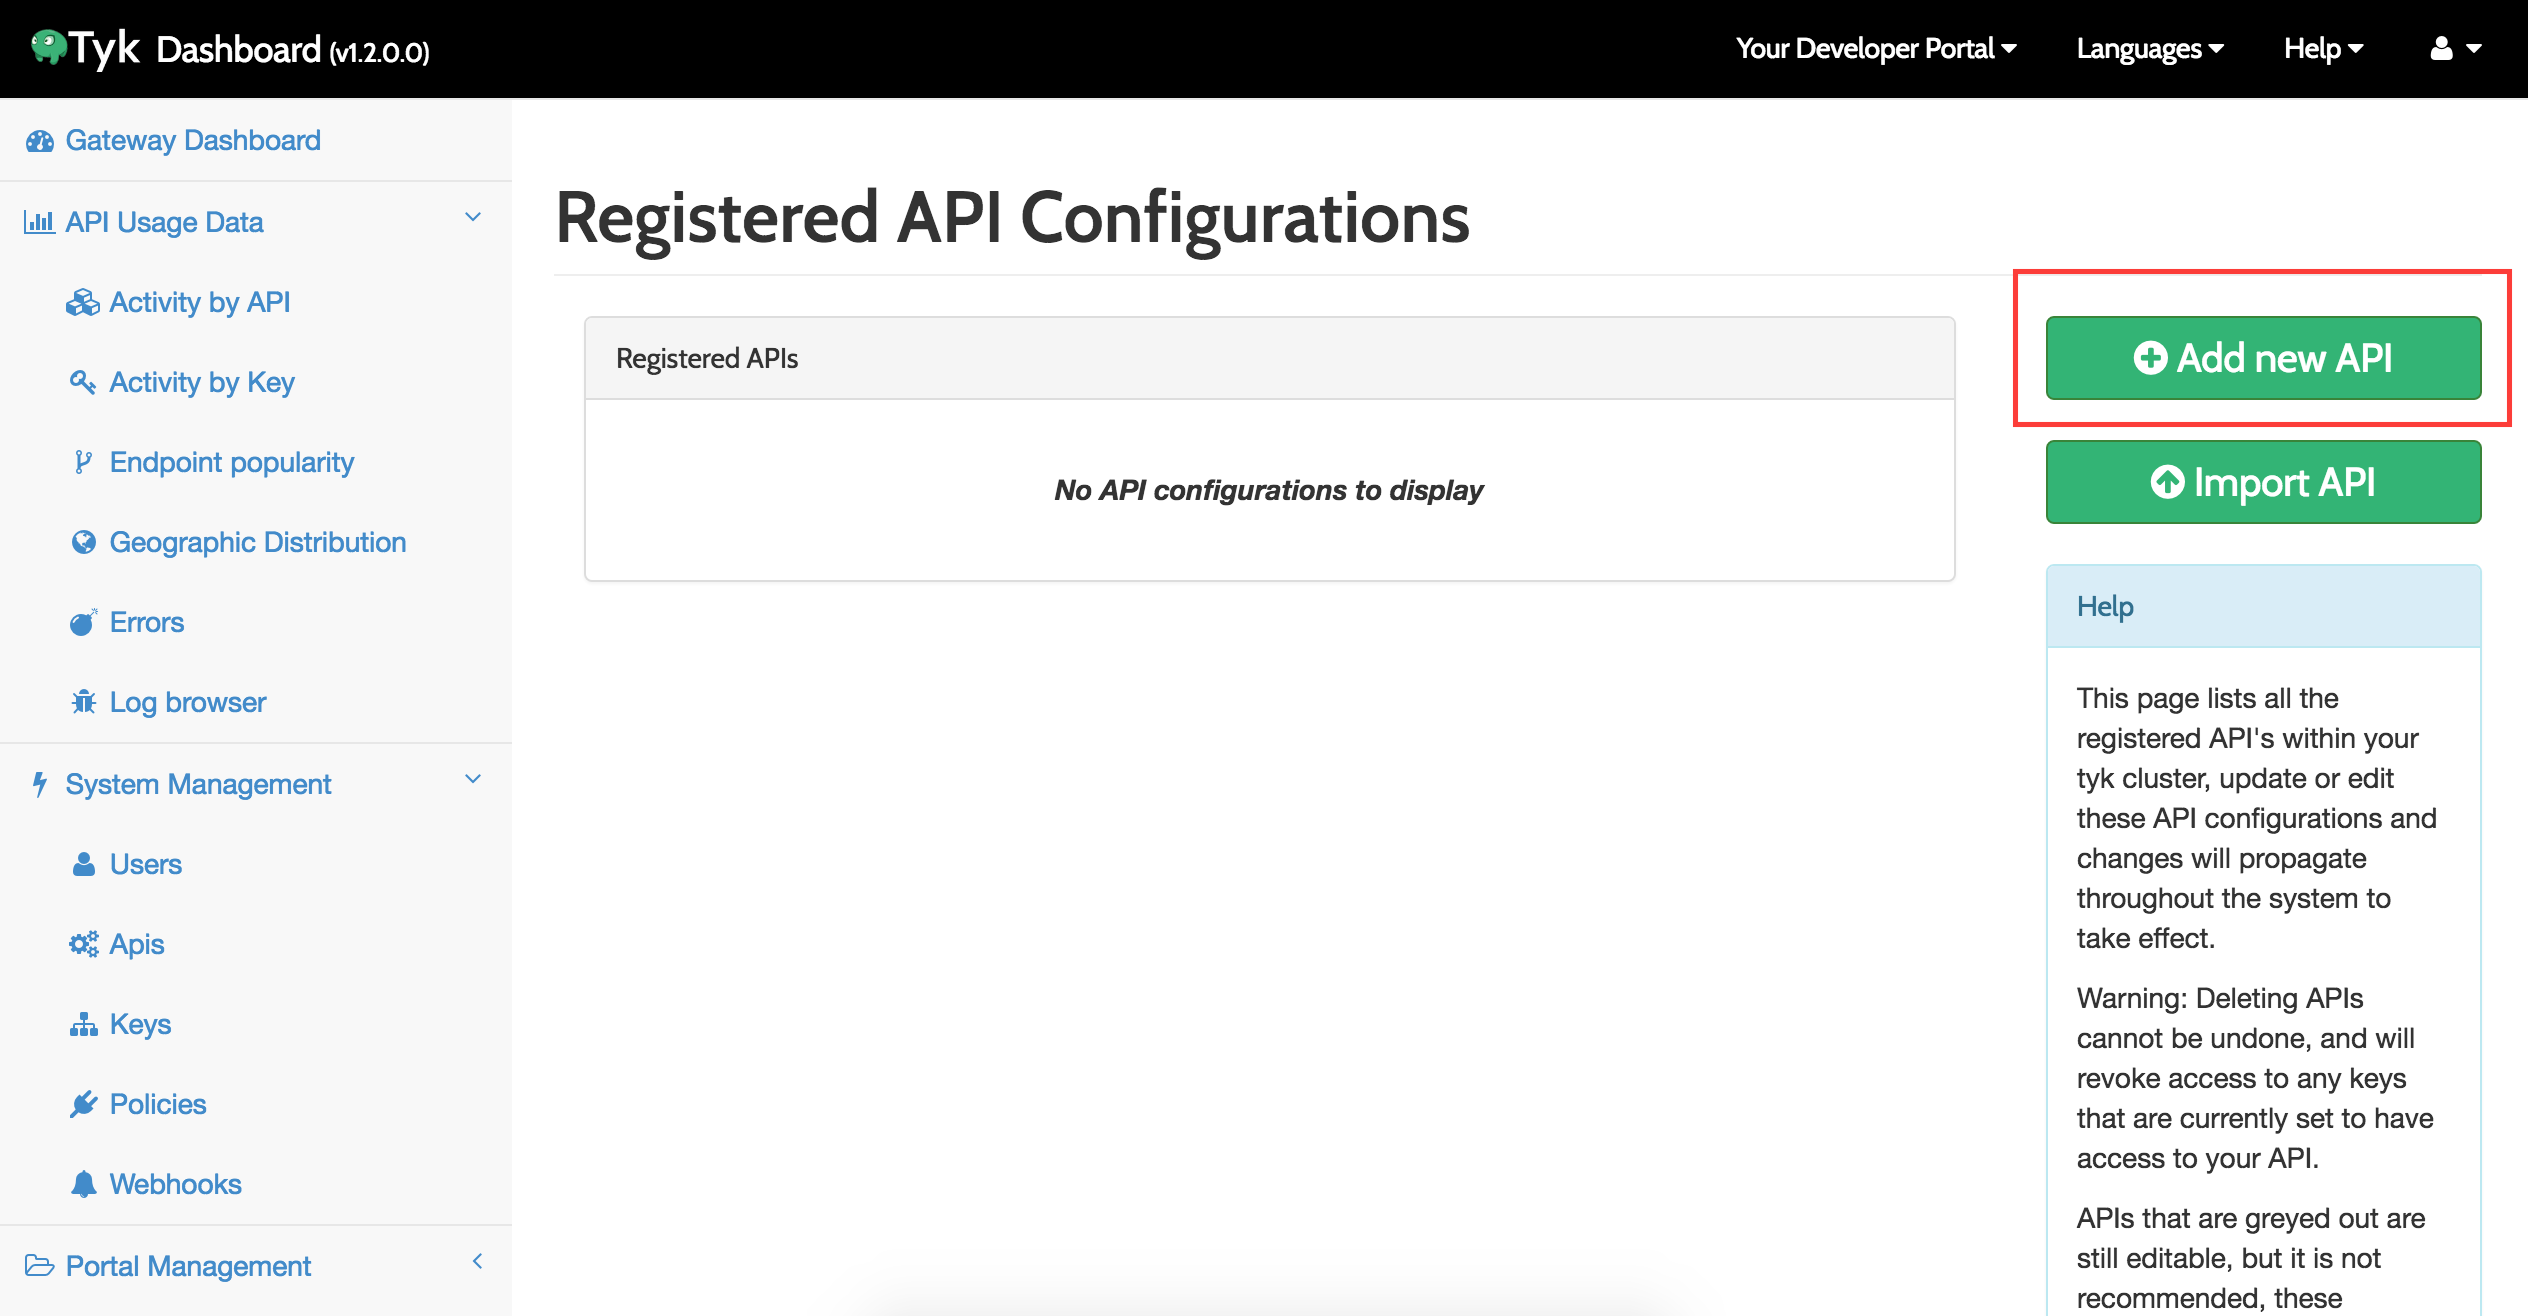 Tyk Dashboard (v1.2.0.0)
Your Developer Portal
Languages
Help
Gateway Dashboard
API Usage Data
Activity by API
Activity by Key
Endpoint popularity
Geographic Distribution
Errors
Log browser
System Management
Users
Apis
Keys
Policies
Webhooks
Portal Management
Registered API Configurations
Registered APIs
No API configurations to display
Add new API
Import API
Help
This page lists all the
registered API's within your
tyk cluster, update or edit
these API configurations and
changes will propagate
throughout the system to
take effect.
Warning: Deleting APIs
cannot be undone, and will
revoke access to any keys
that are currently set to have
access to your API.
APIs that are greyed out are
still editable, but it is not
recommended, these